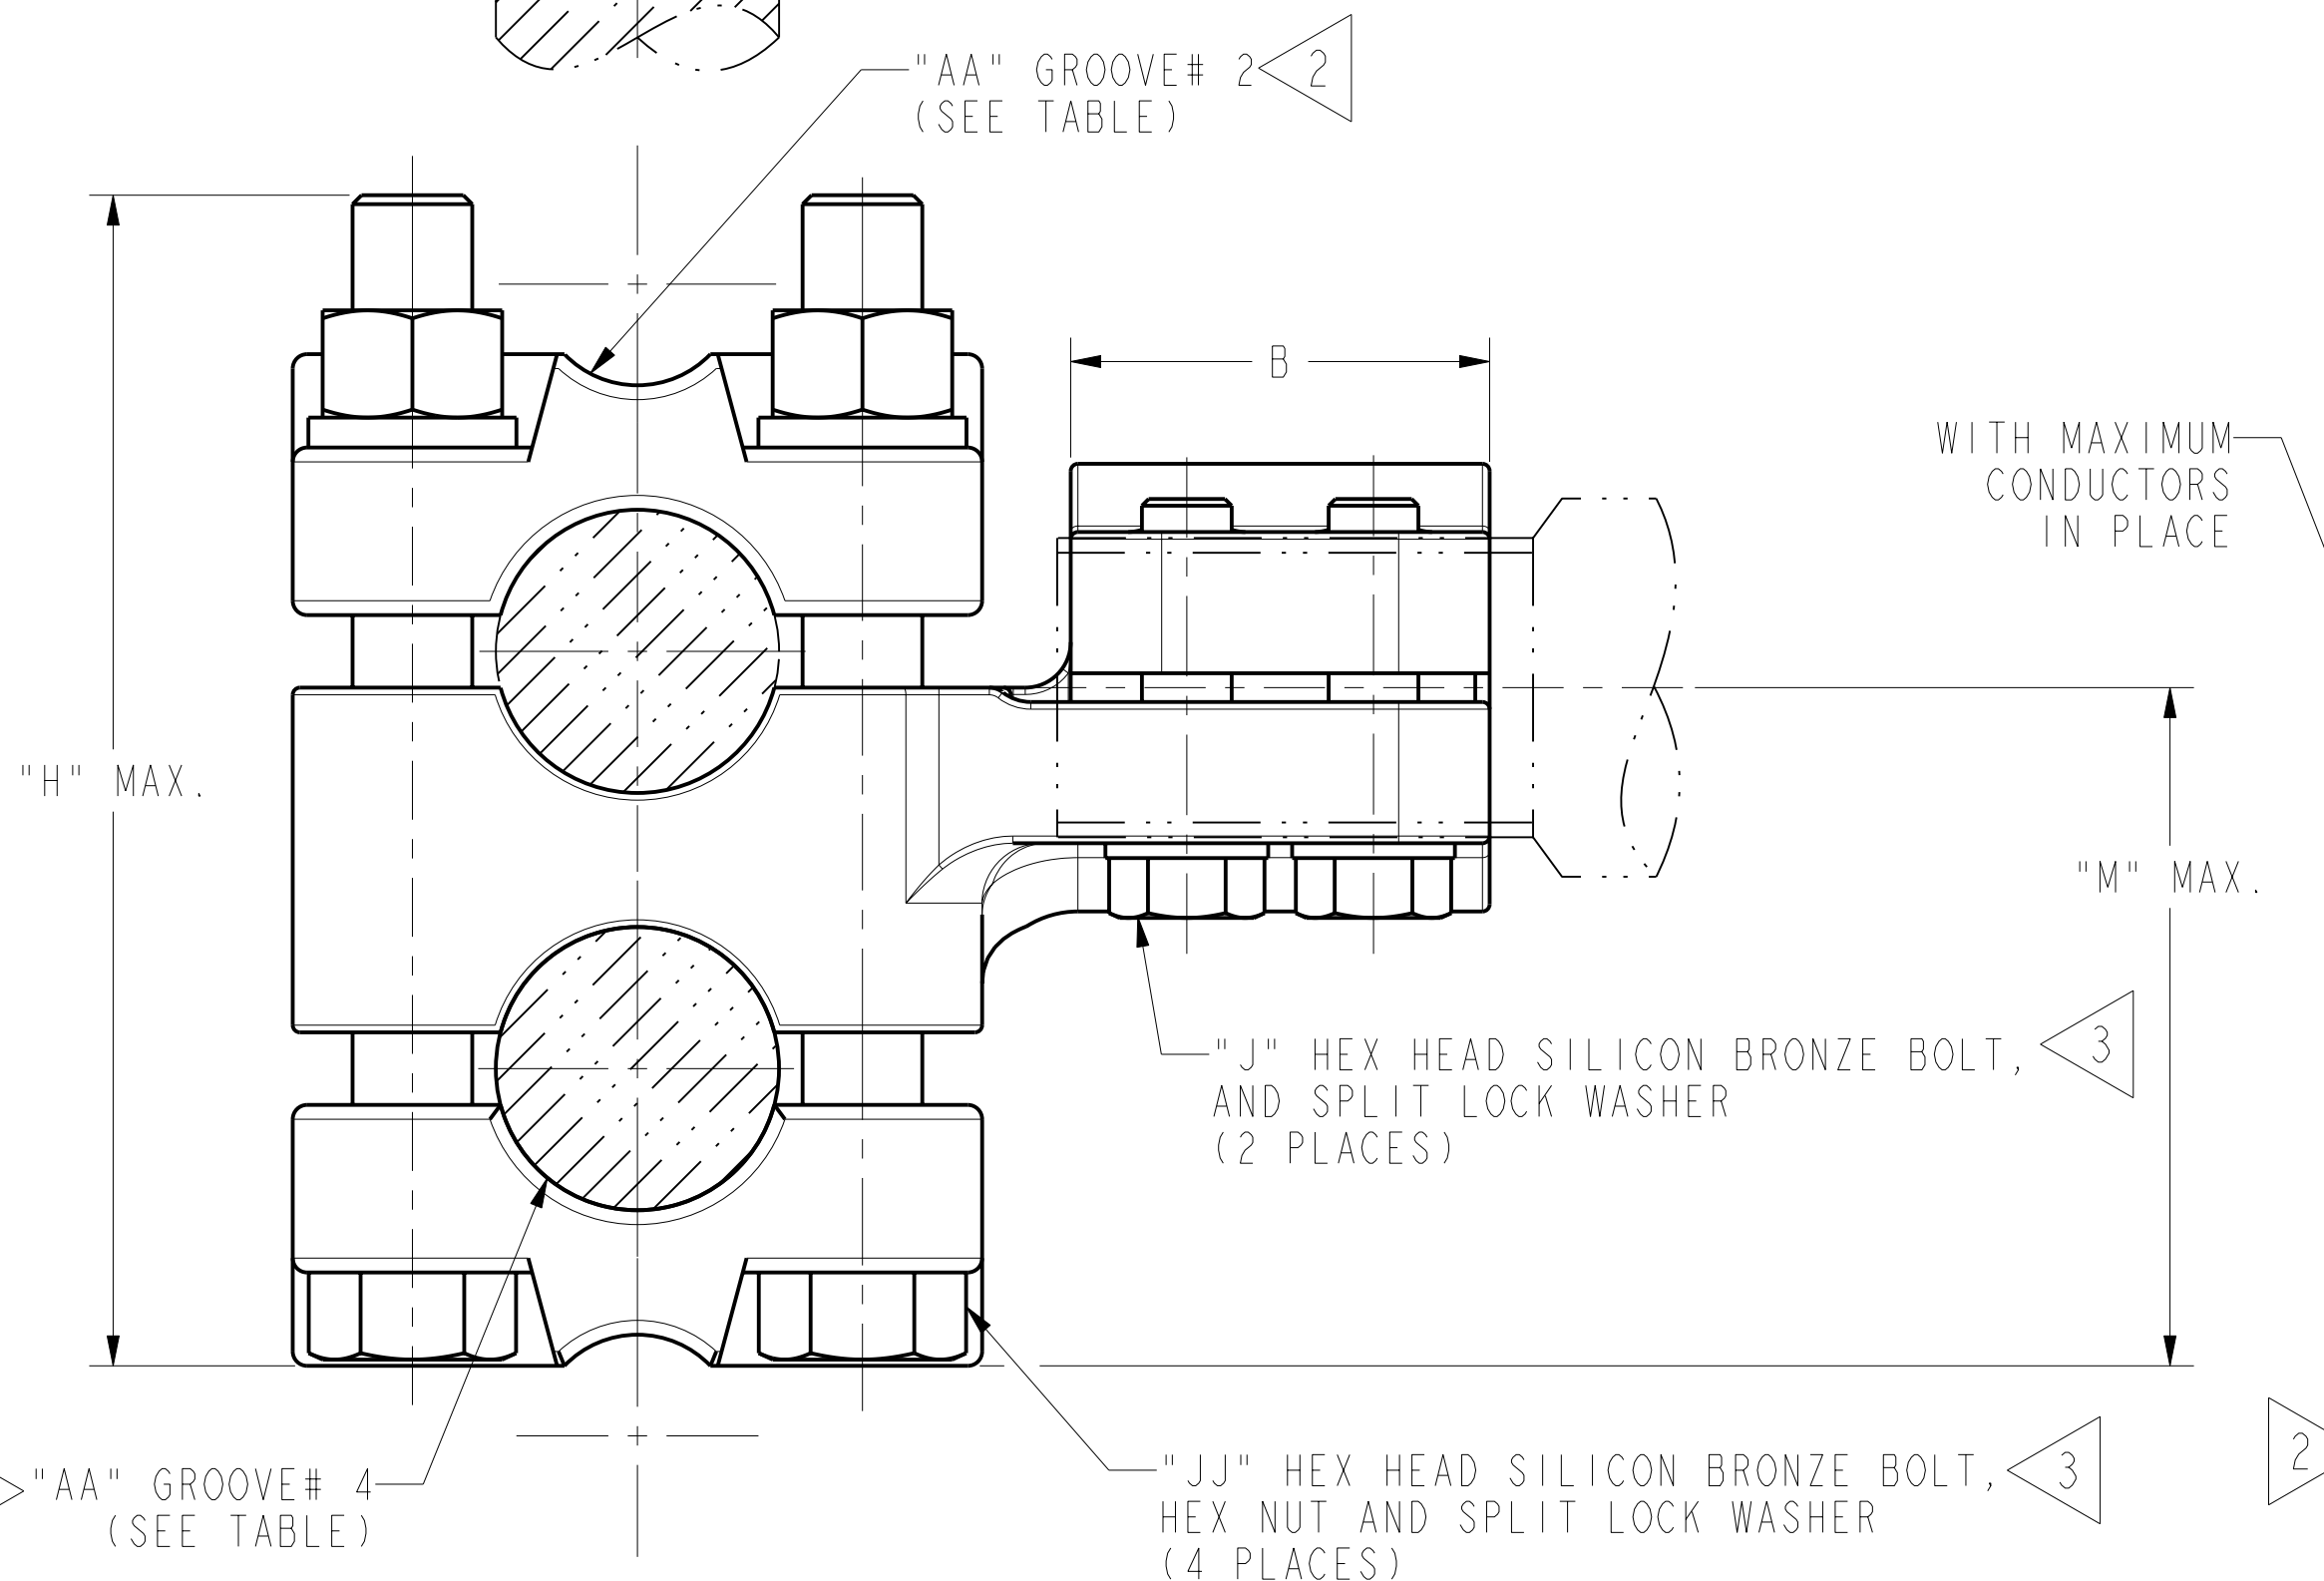 "AA" GROOVE# 2 2
(SEE TABLE)
B
WITH MAXIMUM
CONDUCTORS
IN PLACE
"H" MAX.
"M" MAX.
"J" HEX HEAD SILICON BRONZE BOLT, 3
AND SPLIT LOCK WASHER
(2 PLACES)
"AA" GROOVE# 4
(SEE TABLE)
"JJ" HEX HEAD SILICON BRONZE BOLT, 3
HEX NUT AND SPLIT LOCK WASHER
(4 PLACES)
2